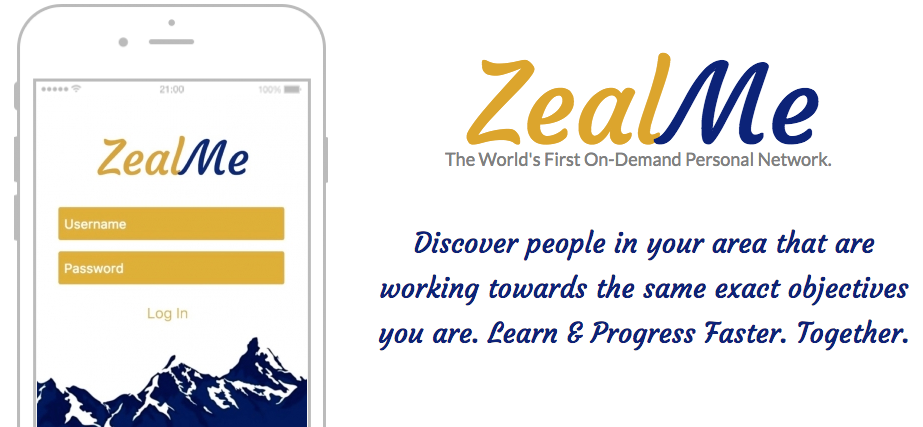 21:00
100%
ZealMe
Username
Password
Log In
ZealMe
The World's First On-Demand Personal Network.
Discover people in your area that are
working towards the same exact objectives
you are. Learn & Progress Faster. Together.